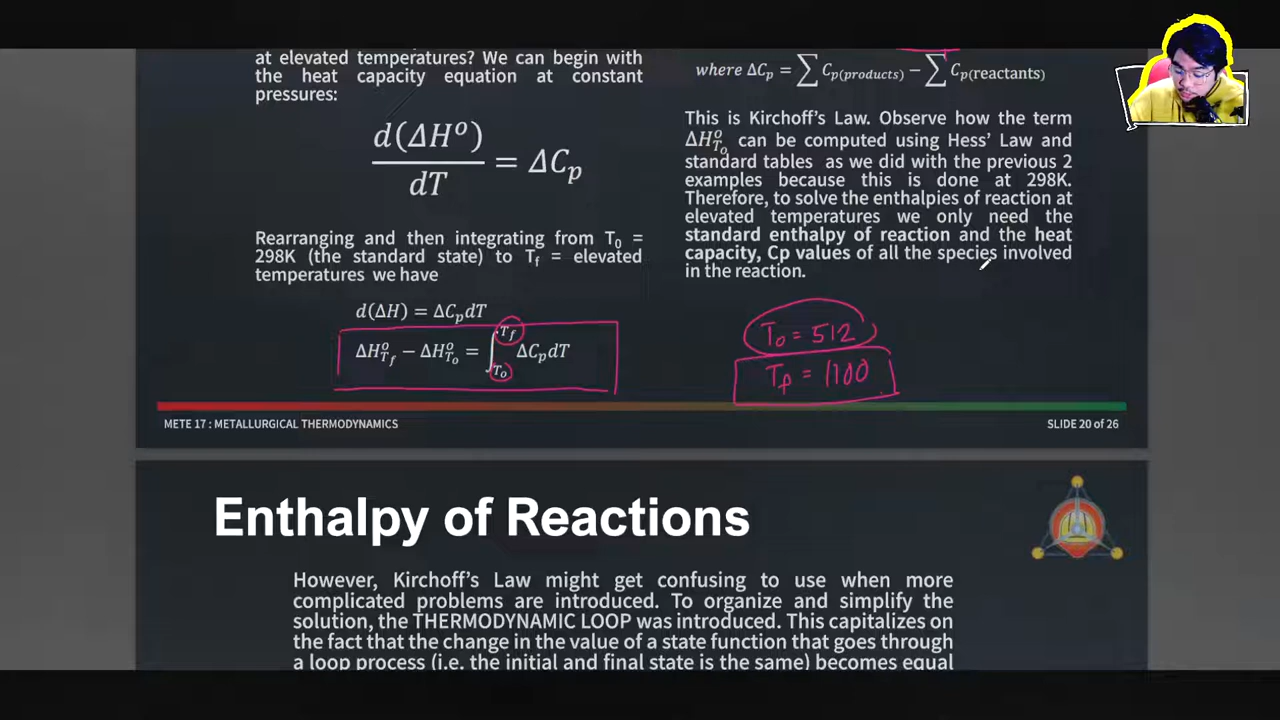 at elevated temperatures? We can begin with
the heat capacity equation at constant
pressures:
d(ΔH°)/dT = ΔCp
Rearranging and then integrating from T0 =
298K (the standard state) to Tf = elevated
temperatures we have
d(ΔH) = ΔCpdT
ΔH°Tf − ΔH°To = ∫ To Tf ΔCpdT
where ΔCp = ∑ Cp(products) − ∑ Cp(reactants)
This is Kirchoff's Law. Observe how the term
ΔH°To can be computed using Hess' Law and
standard tables as we did with the previous 2
examples because this is done at 298K.
Therefore, to solve the enthalpies of reaction at
elevated temperatures we only need the
standard enthalpy of reaction and the heat
capacity, Cp values of all the species involved
in the reaction.
To = 512
Tf = 1100
METE 17 : METALLURGICAL THERMODYNAMICS
SLIDE 20 of 26
Enthalpy of Reactions
However, Kirchoff's Law might get confusing to use when more
complicated problems are introduced. To organize and simplify the
solution, the THERMODYNAMIC LOOP was introduced. This capitalizes on
the fact that the change in the value of a state function that goes through
a loop process (i.e. the initial and final state is the same) becomes equal